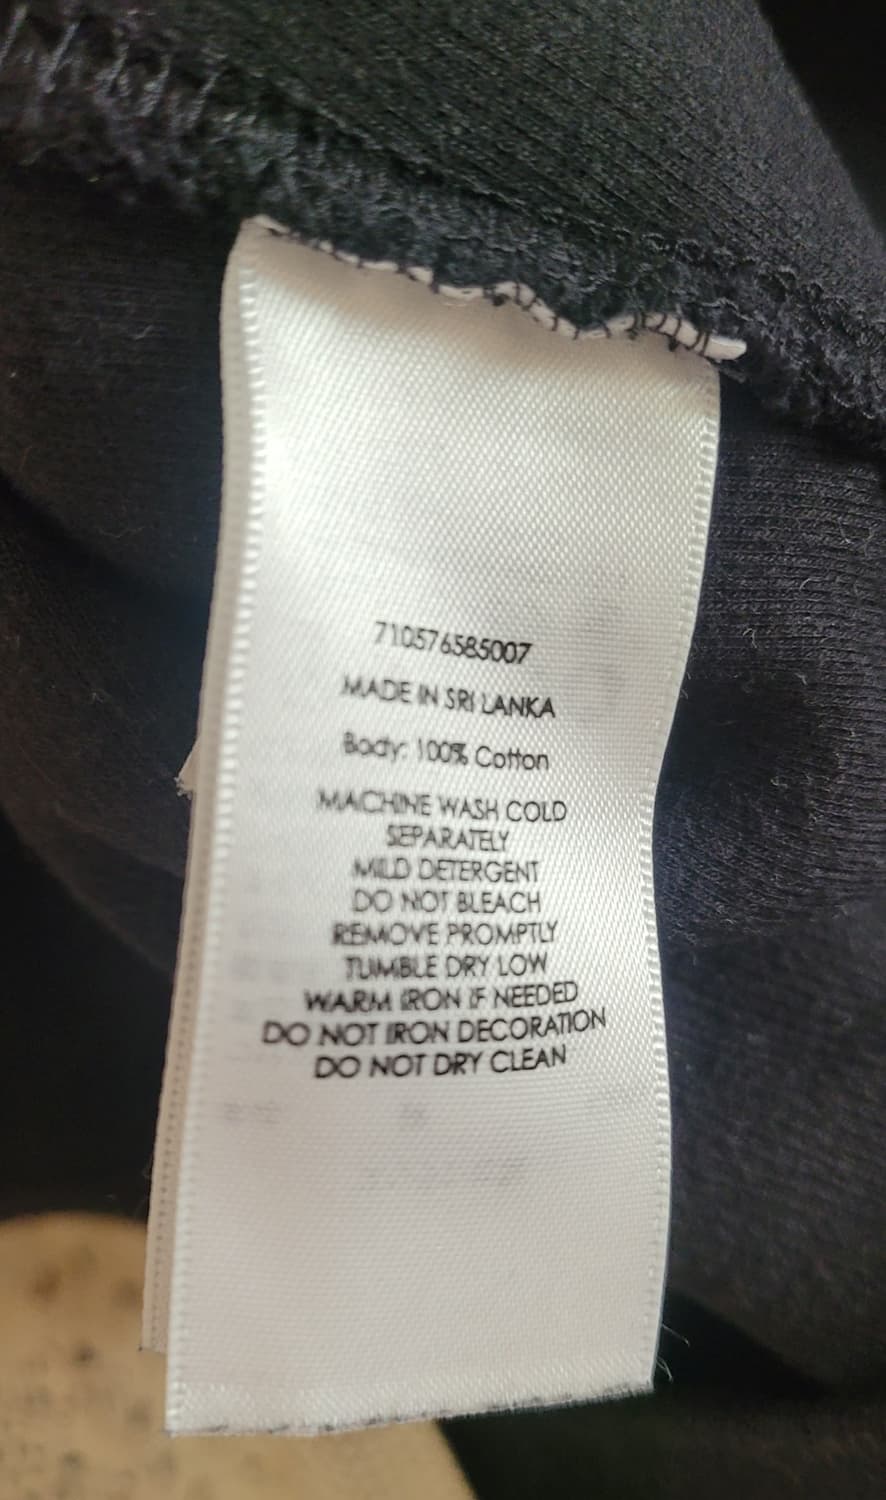 710576585007
MADE IN SRI LANKA
Body: 100% Cotton
MACHINE WASH COLD
SEPARATELY
MILD DETERGENT
DO NOT BLEACH
REMOVE PROMPTLY
TUMBLE DRY LOW
WARM IRON IF NEEDED
DO NOT IRON DECORATION
DO NOT DRY CLEAN